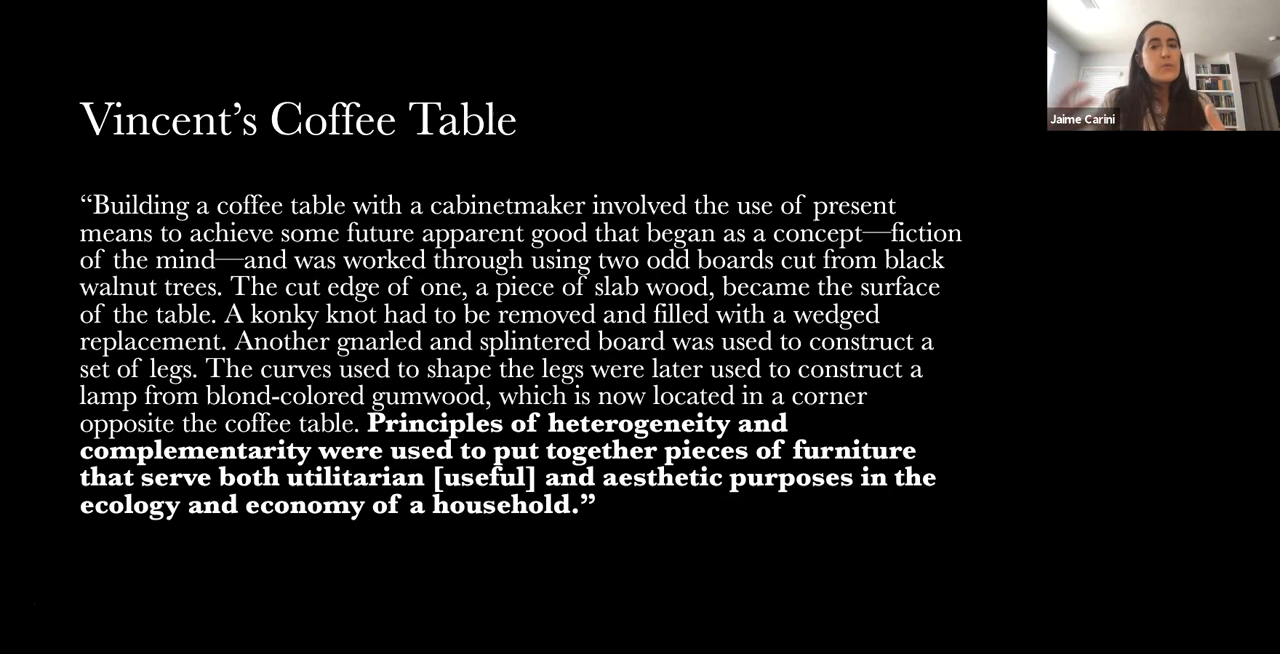 Vincent’s Coffee Table
Jaime Carini
“Building a coffee table with a cabinetmaker involved the use of present
means to achieve some future apparent good that began as a concept—fiction
of the mind—and was worked through using two odd boards cut from black
walnut trees. The cut edge of one, a piece of slab wood, became the surface
of the table. A konky knot had to be removed and filled with a wedged
replacement. Another gnarled and splintered board was used to construct a
set of legs. The curves used to shape the legs were later used to construct a
lamp from blond-colored gumwood, which is now located in a corner
opposite the coffee table. Principles of heterogeneity and
complementarity were used to put together pieces of furniture
that serve both utilitarian [useful] and aesthetic purposes in the
ecology and economy of a household.”